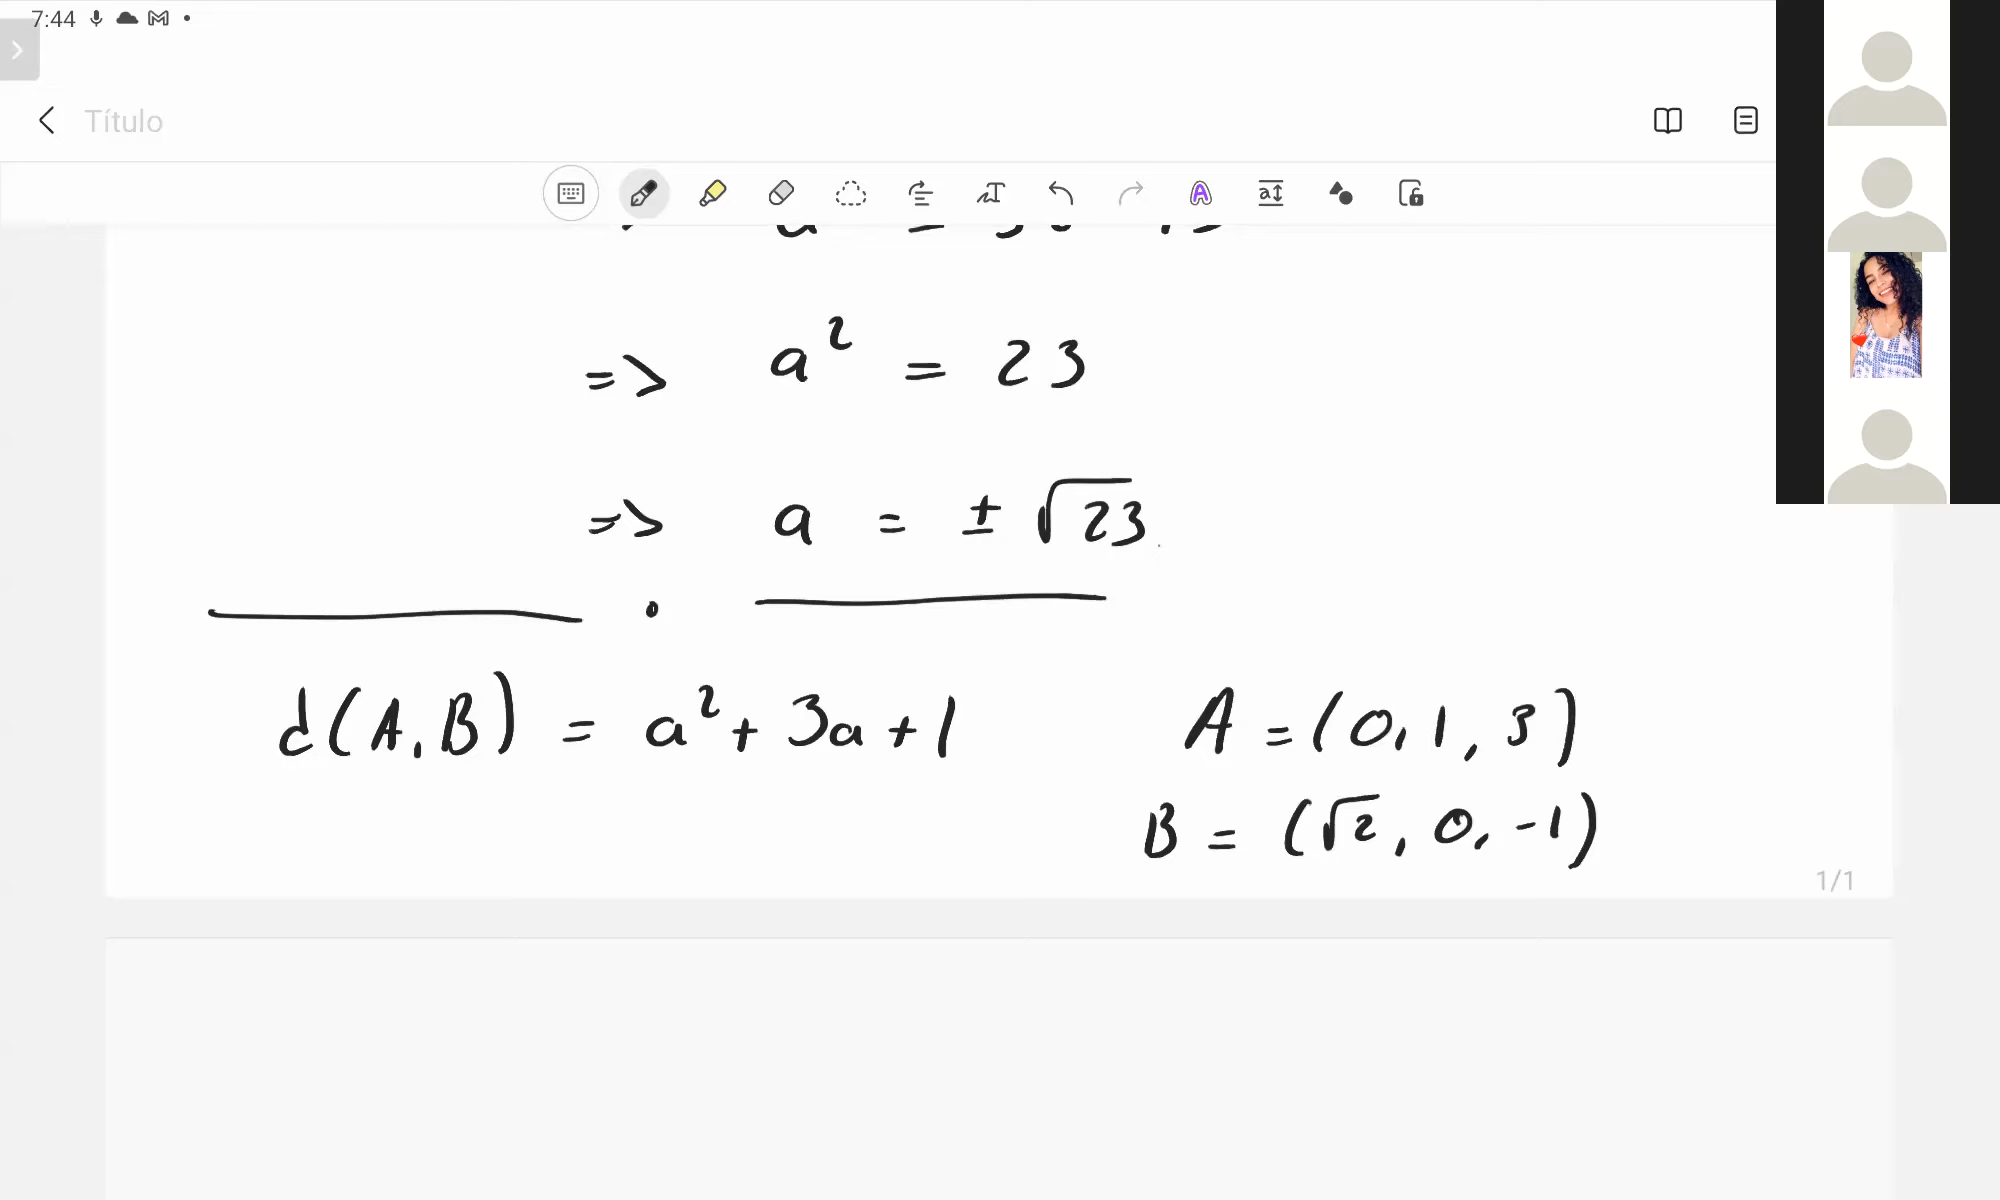 7:44
Título
=> a² = 23
=> a = ± √23
d(A,B) = a² + 3a + 1
A = (0, 1, 3)
B = (√2, 0, -1)
1/1